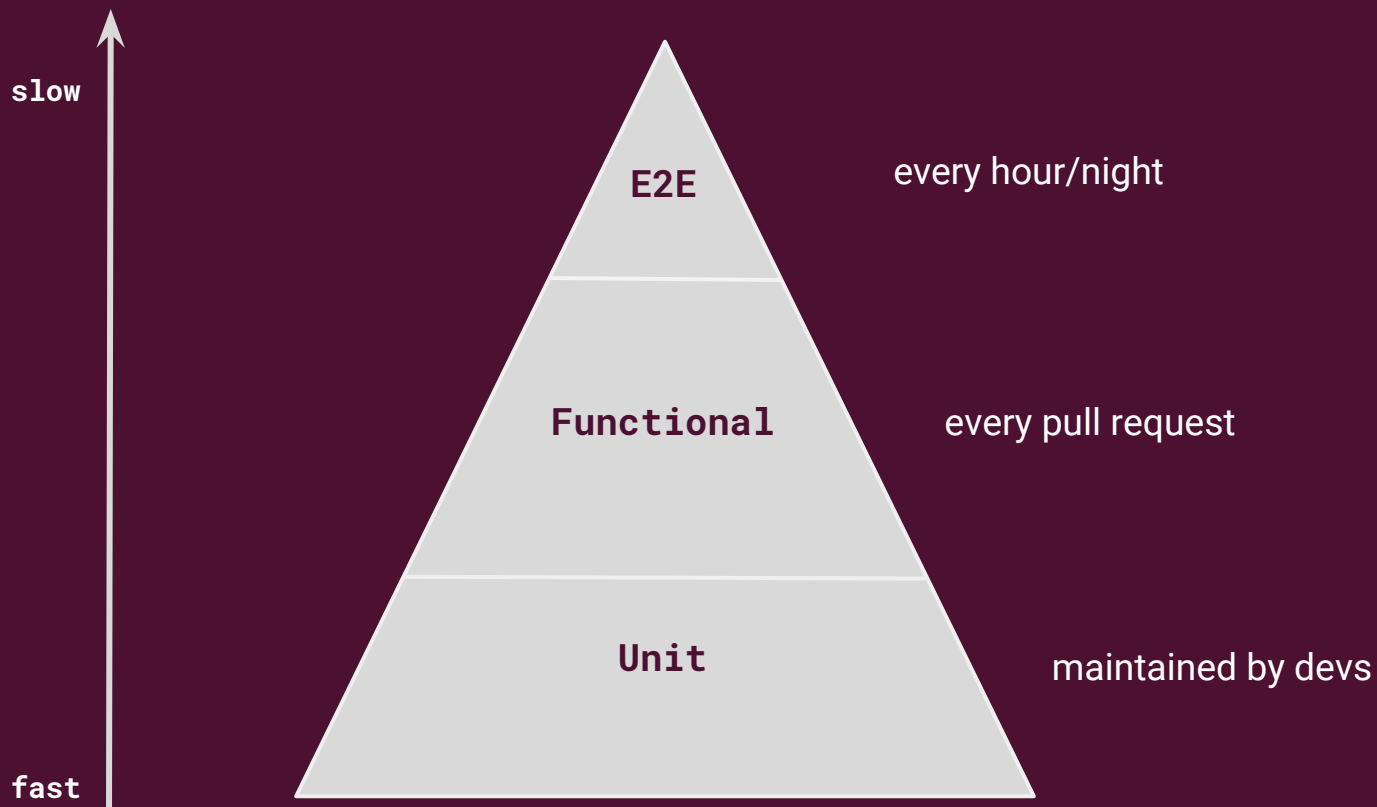 slow
E2E
every hour/night
Functional
every pull request
Unit
maintained by devs
fast